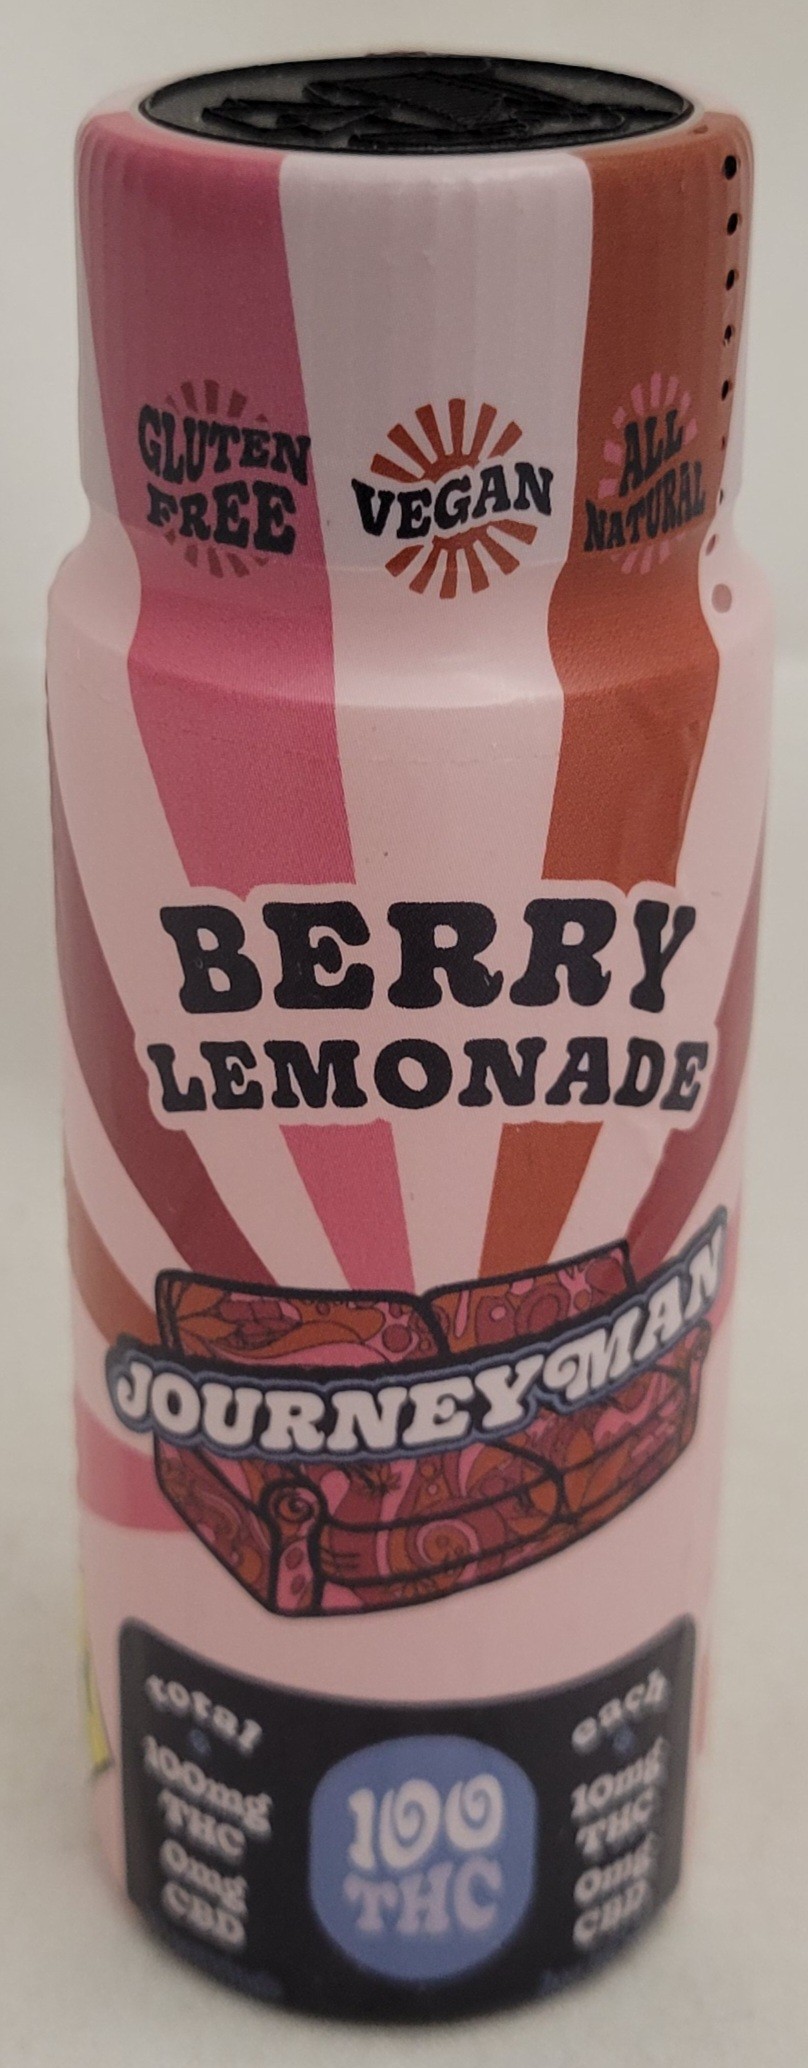 GLUTEN
FREE
VEGAN
ALL
NATURAL
BERRY
LEMONADE
JOURNEYMAN
total
100mg
THC
0mg
CBD
100
THC
each
10mg
THC
0mg
CBD